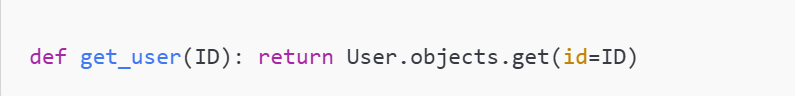 def get_user(ID): return User.objects.get(id=ID)